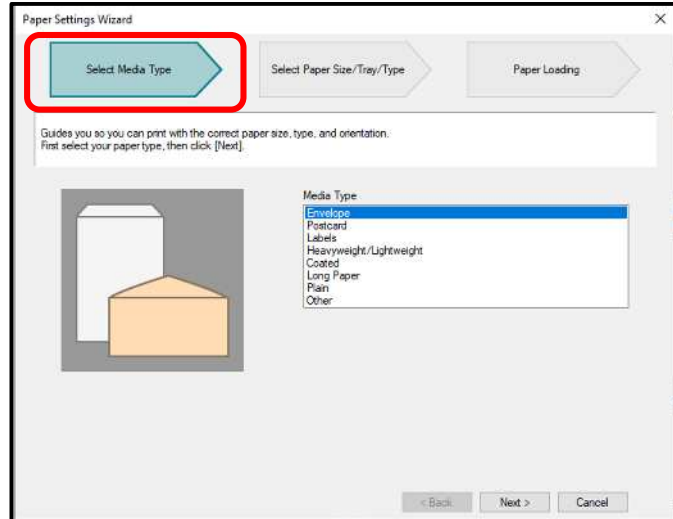 Paper Settings Wizard
Select Media Type
Select Paper Size/Tray/Type
Paper Loading
Guides you so you can print with the correct paper size, type, and orientation.
First select your paper type, then click [Next].
Media Type
Envelope
Postcard
Labels
Heavyweight/Lightweight
Coated
Long Paper
Plain
Other
< Back
Next >
Cancel